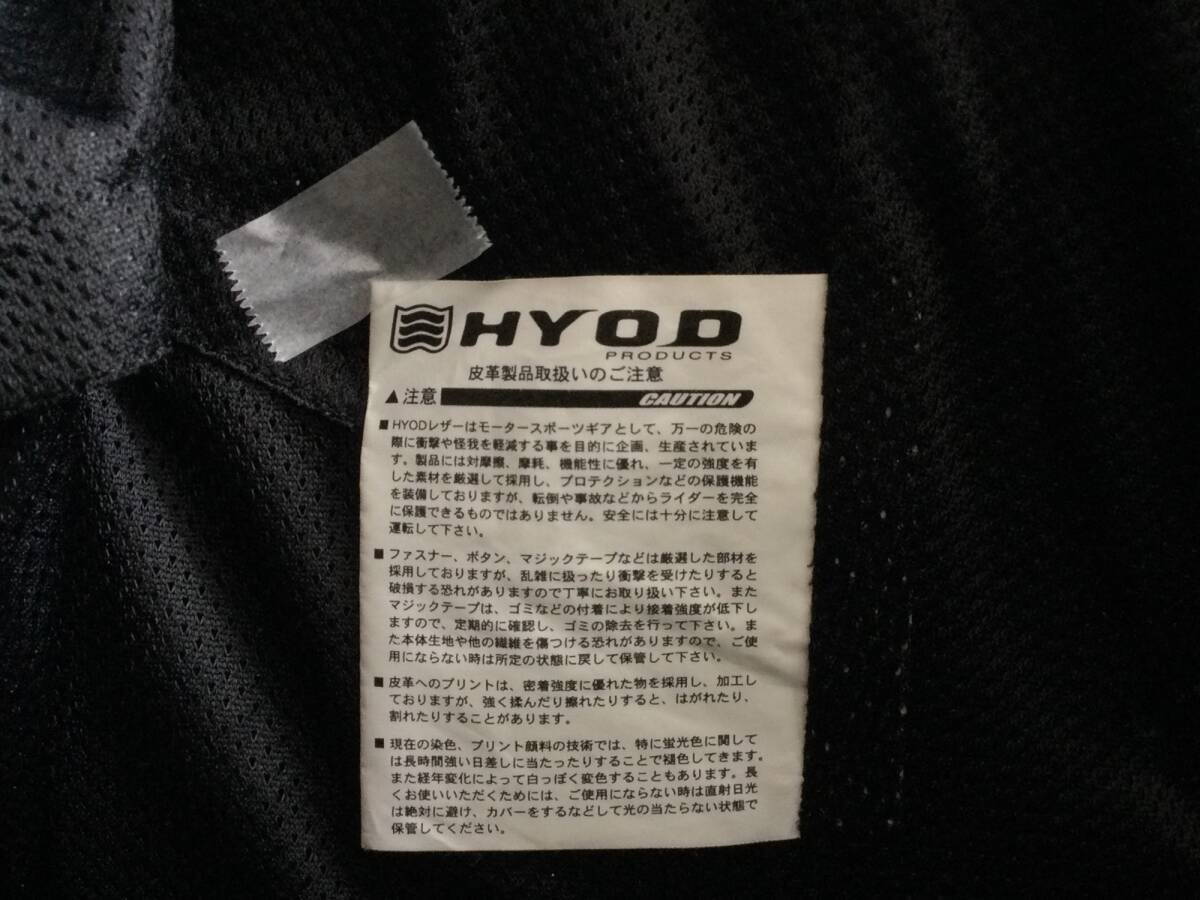 HYOD
PRODUCTS
皮革製品取扱いのご注意
▲注意 CAUTION
■HYODレザーはモータースポーツギアとして、万一の危険の
際に衝撃や怪我を軽減する事を目的に企画、生産されていま
す。製品には対摩擦、摩耗、機能性に優れ、一定の強度を有
した素材を厳選して採用し、プロテクションなどの保護機能
を装備しておりますが、転倒や事故などからライダーを完全
に保護できるものではありません。安全には十分に注意して
運転して下さい。
■ファスナー、ボタン、マジックテープなどは厳選した部材を
採用しておりますが、乱雑に扱ったり衝撃を受けたりすると
破損する恐れがありますので丁寧にお取り扱い下さい。また
マジックテープは、ゴミなどの付着により接着強度が低下し
ますので、定期的に確認し、ゴミの除去を行って下さい。ま
た本体生地や他の繊維を傷つける恐れがありますので、ご使
用にならない時は所定の状態に戻して保管して下さい。
■皮革へのプリントは、密着強度に優れた物を採用し、加工し
ておりますが、強く揉んだり擦れたりすると、はがれたり、
割れたりすることがあります。
■現在の染色、プリント顔料の技術では、特に蛍光色に関して
は長時間強い日差しに当たったりすることで褪色してきます。
また経年変化によって白っぽく変色することもあります。長
くお使いいただくためには、ご使用にならない時は直射日光
は絶対に避け、カバーをするなどして光の当たらない状態で
保管してください。